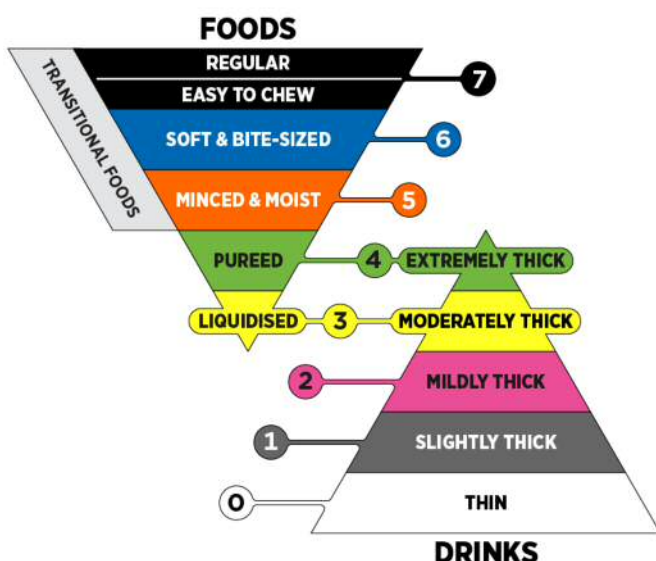 FOODS
REGULAR
7
EASY TO CHEW
TRANSITIONAL FOODS
SOFT & BITE-SIZED
6
MINCED & MOIST
5
PUREED
4
EXTREMELY THICK
LIQUIDISED
3
MODERATELY THICK
2
MILDLY THICK
1
SLIGHTLY THICK
0
THIN
DRINKS